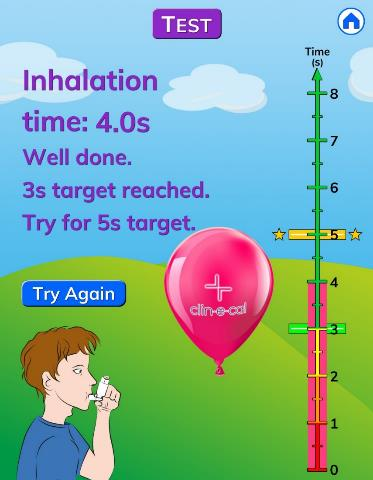 TEST
Time
(s)
Inhalation
time: 4.0s
Well done.
3s target reached.
Try for 5s target.
Try Again
clin-e-cal
8
7
6
5
4
3
2
1
0